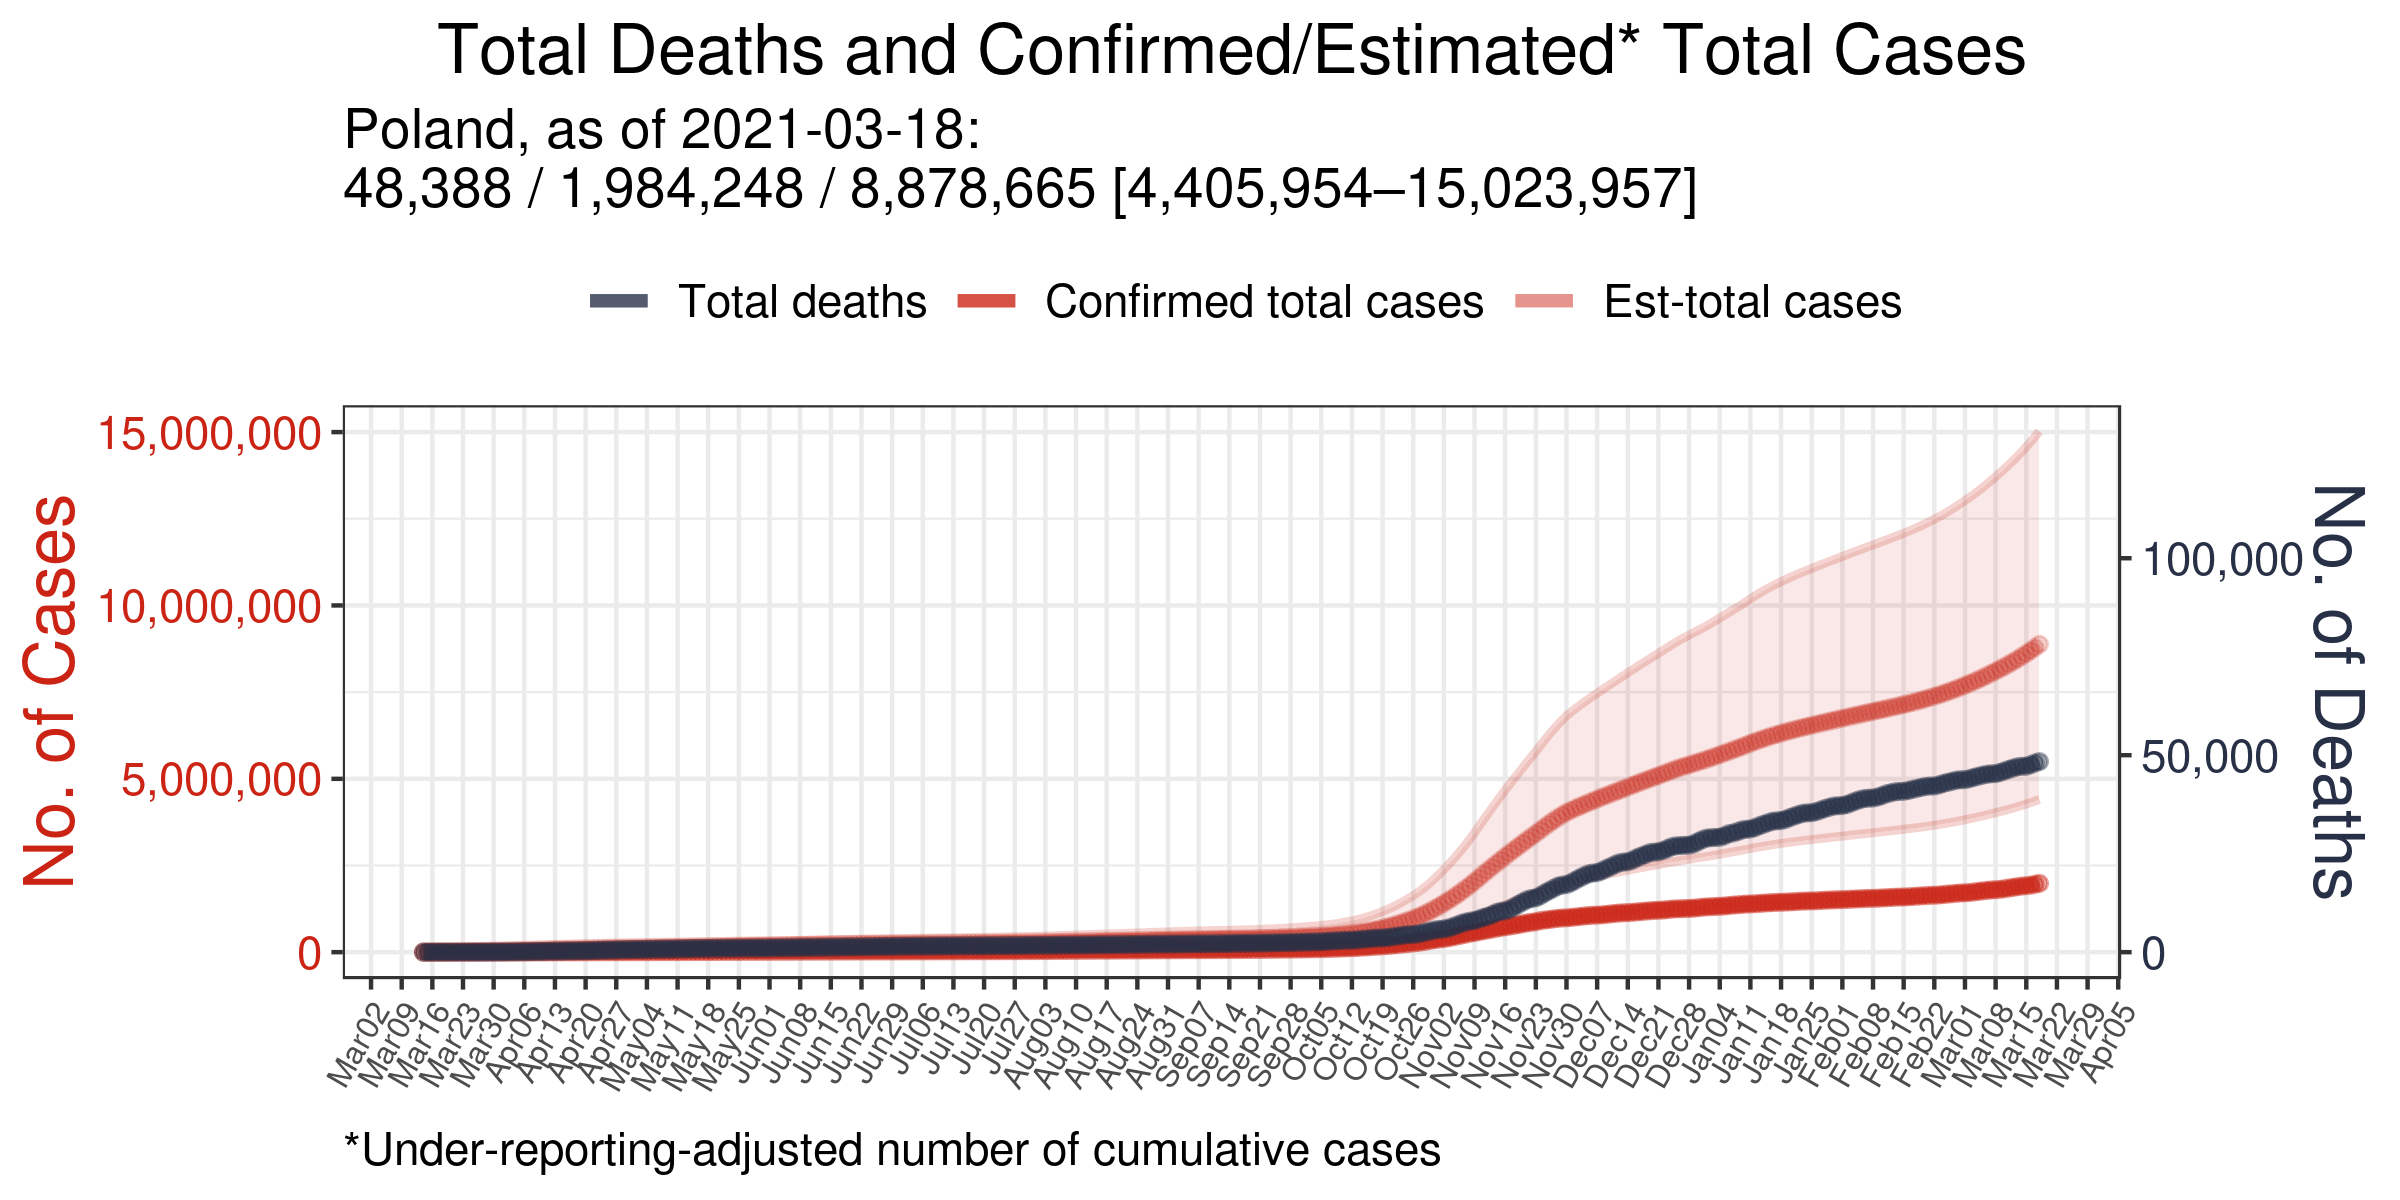 Total Deaths and Confirmed/Estimated* Total Cases
Poland, as of 2021-03-18:
48,388 / 1,984,248 / 8,878,665 [4,405,954–15,023,957]
Total deaths
Confirmed total cases
Est-total cases
No. of Cases
15,000,000
10,000,000
5,000,000
0
No. of Deaths
100,000
50,000
0
Mar02
Mar09
Mar16
Mar23
Mar30
Apr06
Apr13
Apr20
Apr27
May04
May11
May18
May25
Jun01
Jun08
Jun15
Jun22
Jun29
Jul06
Jul13
Jul20
Jul27
Aug03
Aug10
Aug17
Aug24
Aug31
Sep07
Sep14
Sep21
Sep28
Oct05
Oct12
Oct19
Oct26
Nov02
Nov09
Nov16
Nov23
Nov30
Dec07
Dec14
Dec21
Dec28
Jan04
Jan11
Jan18
Jan25
Feb01
Feb08
Feb15
Feb22
Mar01
Mar08
Mar15
Mar22
Mar29
Apr05
*Under-reporting-adjusted number of cumulative cases